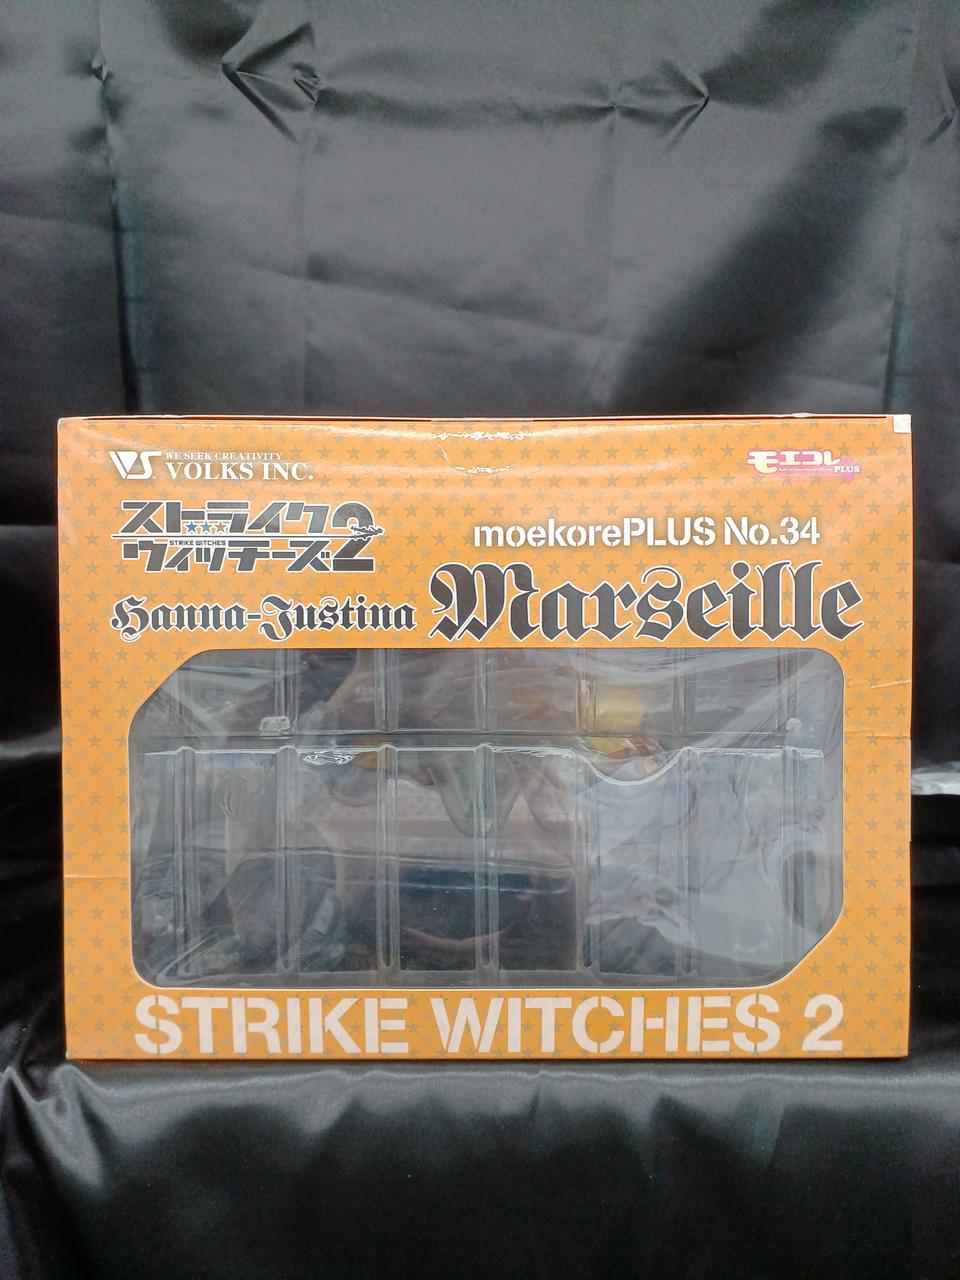 VS WE SEEK CREATIVITY
VOLKS INC.
モエコレ
PLUS
ストライク
STRIKE WITCHES
ウィッチーズ2
moekorePLUS No.34
Hanna-Justina Marseille
STRIKE WITCHES 2